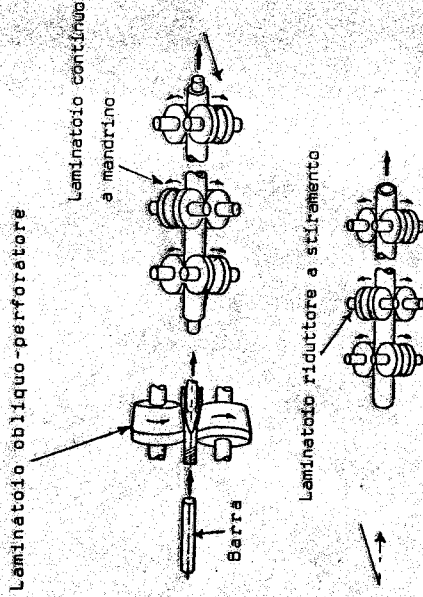 Laminatoio obliquo-perforatore
Laminatoio continuo
a mandrino
Barra
Laminatoio riduttore a stiramento